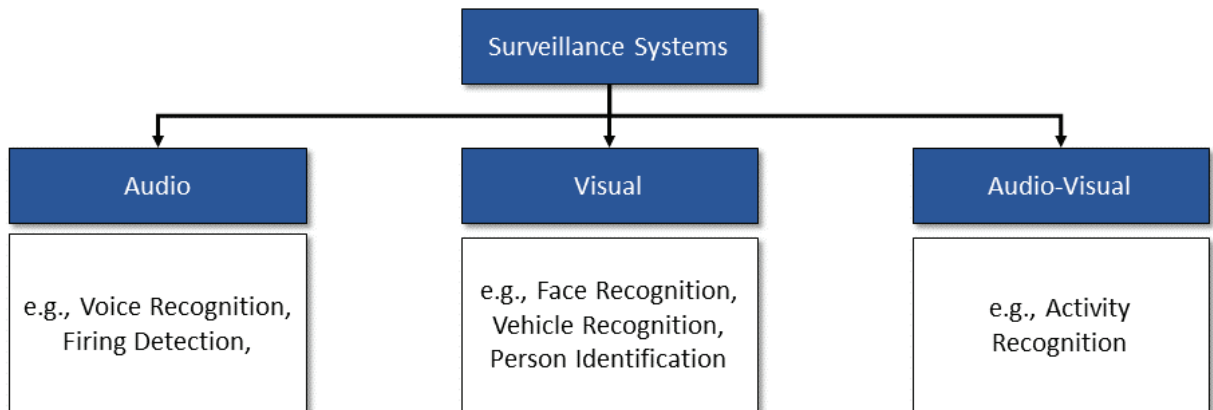 Surveillance Systems
Audio
Visual
Audio-Visual
e.g., Voice Recognition,
Firing Detection,
e.g., Face Recognition,
Vehicle Recognition,
Person Identification
e.g., Activity
Recognition